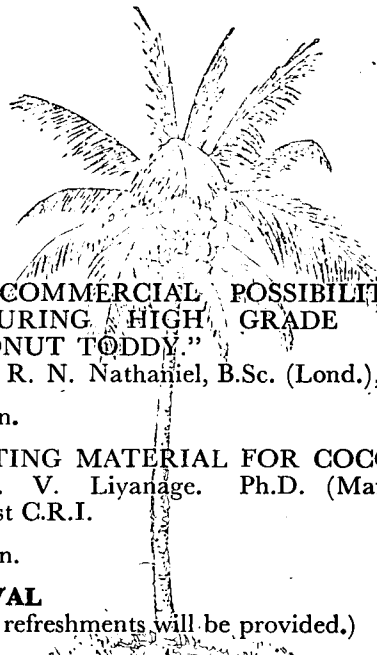 COMMERCIAL POSSIBILIT
URING HIGH GRADE
ONUT TODDY."
R. N. Nathaniel, B.Sc. (Lond.),
n.
TING MATERIAL FOR COCO
. V. Liyanage. Ph.D. (Ma
st C.R.I.
n.
VAL
refreshments will be provided.)